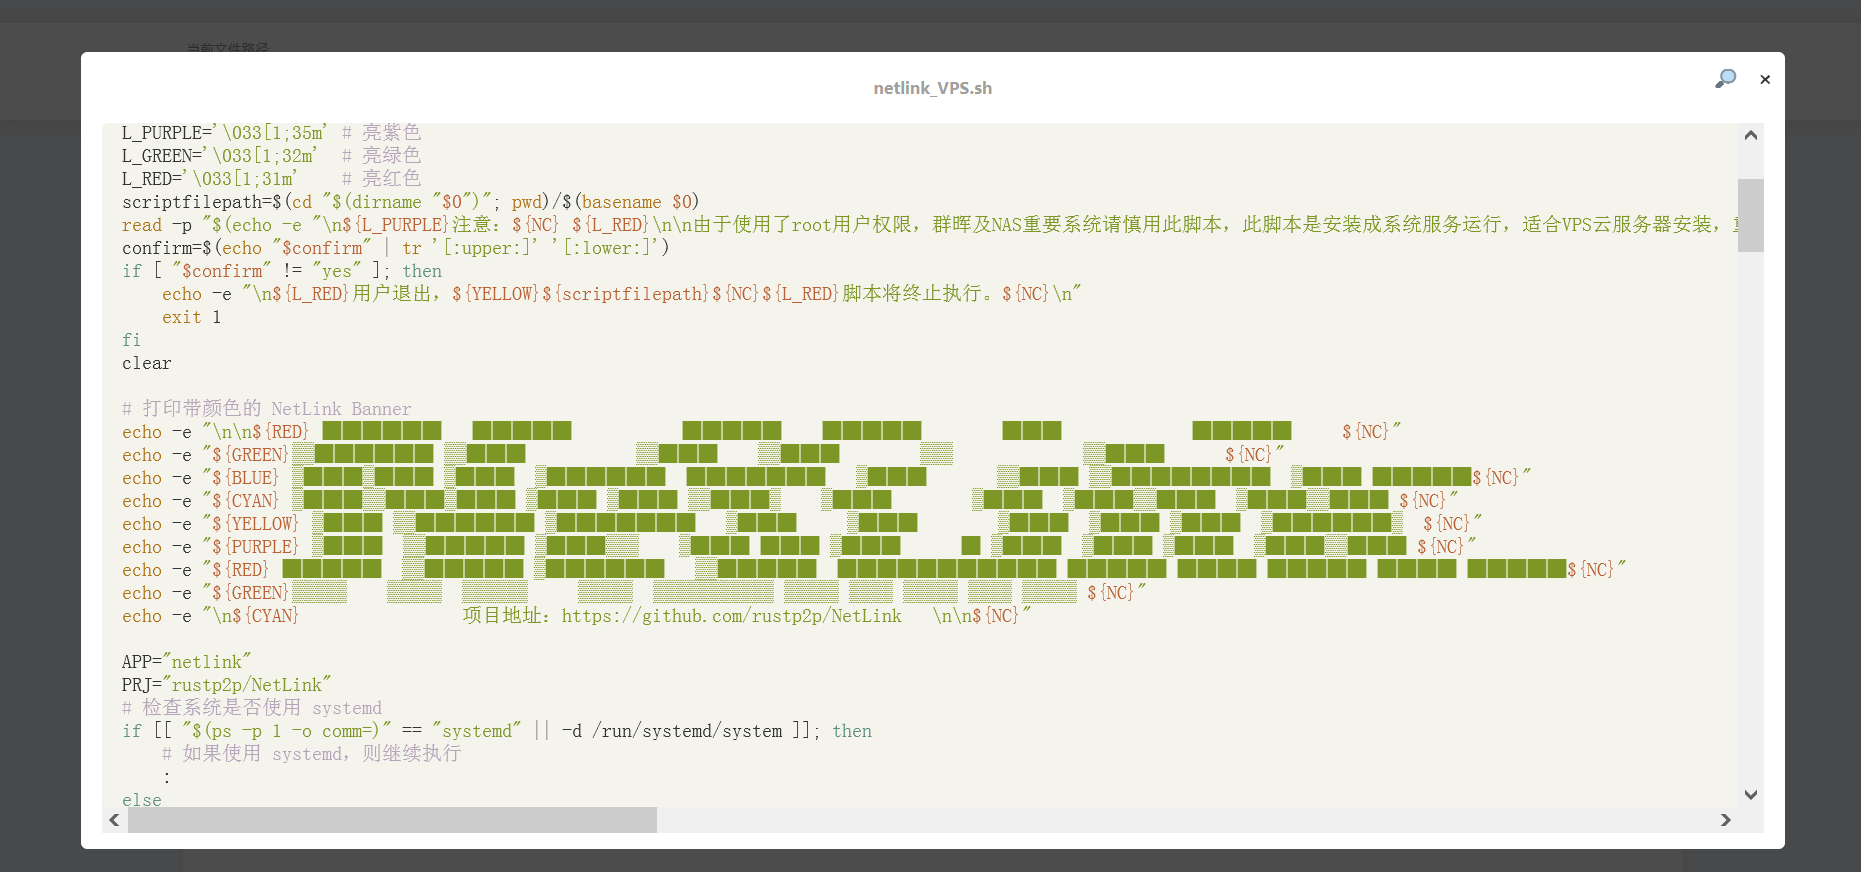 当前文件路径
netlink_VPS.sh
L_PURPLE='\033[1;35m' # 亮紫色
L_GREEN='\033[1;32m'  # 亮绿色
L_RED='\033[1;31m'    # 亮红色
scriptfilepath=$(cd "$(dirname "$0")"; pwd)/$(basename $0)
read -p "$(echo -e "\n${L_PURPLE}注意：${NC} ${L_RED}\n\n由于使用了root用户权限，群晖及NAS重要系统请慎用此脚本，此脚本是安装成系统服务运行，适合VPS云服务器安装，
confirm=$(echo "$confirm" | tr '[:upper:]' '[:lower:]')
if [ "$confirm" != "yes" ]; then
    echo -e "\n${L_RED}用户退出，${YELLOW}${scriptfilepath}${NC}${L_RED}脚本将终止执行。${NC}\n"
    exit 1
fi
clear
# 打印带颜色的 NetLink Banner
echo -e "\n\n${RED} ██████   █████           █████    █████        ███             █████     ${NC}"
echo -e "${GREEN}▒▒██████ ▒▒███           ▒▒███    ▒▒███        ▒▒▒             ▒▒███      ${NC}"
echo -e "${BLUE} ▒███▒███ ▒███  ▒██████  ███████   ▒███       ▒▒███ ▒▒████████  ▒███ █████${NC}"
echo -e "${CYAN} ▒███▒▒███▒███ ▒███ ▒███ ▒▒███▒    ▒███        ▒███  ▒███▒▒███  ▒███▒▒███ ${NC}"
echo -e "${YELLOW} ▒███ ▒▒██████ ▒███████   ▒███     ▒███        ▒███  ▒███ ▒███  ▒██████▒  ${NC}"
echo -e "${PURPLE} ▒███  ▒▒█████ ▒███▒▒▒    ▒███ ███ ▒███      █ ▒███  ▒███ ▒███  ▒███▒▒███ ${NC}"
echo -e "${RED} █████  ▒▒█████ ▒██████   ▒▒█████  ███████████ █████ ████ █████ ████ █████${NC}"
echo -e "${GREEN}▒▒▒▒▒    ▒▒▒▒▒  ▒▒▒▒▒▒     ▒▒▒▒▒  ▒▒▒▒▒▒▒▒▒▒▒ ▒▒▒▒▒ ▒▒▒▒ ▒▒▒▒▒ ▒▒▒▒ ▒▒▒▒▒ ${NC}"
echo -e "\n${CYAN}                项目地址：https://github.com/rustp2p/NetLink   \n\n${NC}"
APP="netlink"
PRJ="rustp2p/NetLink"
# 检查系统是否使用 systemd
if [[ "$(ps -p 1 -o comm=)" == "systemd" || -d /run/systemd/system ]]; then
    # 如果使用 systemd，则继续执行
    :
else